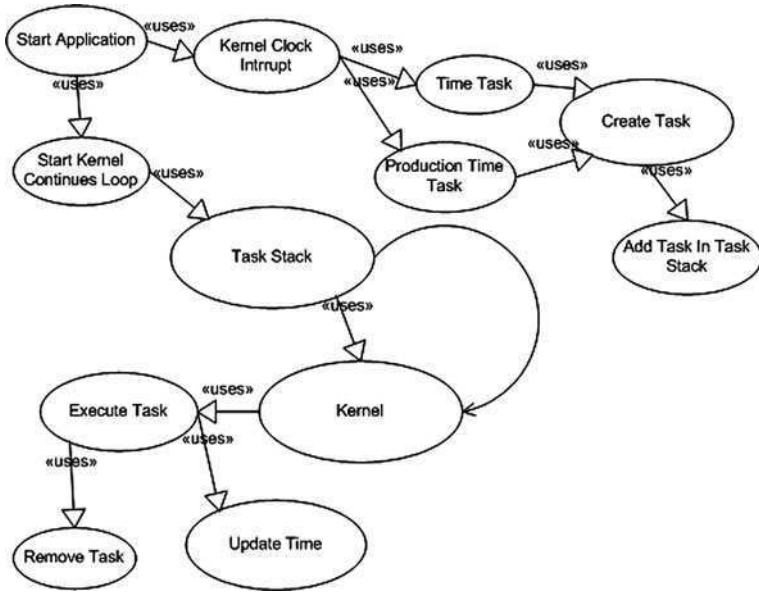 Start Application
«uses»
Kernel Clock
Intrrupt
«uses»
«uses»
Time Task
«uses»
Create Task
«uses»
Start Kernel
Continues Loop
«uses»
Production Time
Task
«uses»
«uses»
Add Task In Task
Stack
Task Stack
«uses»
Kernel
«uses»
Execute Task
«uses»
«uses»
Remove Task
Update Time